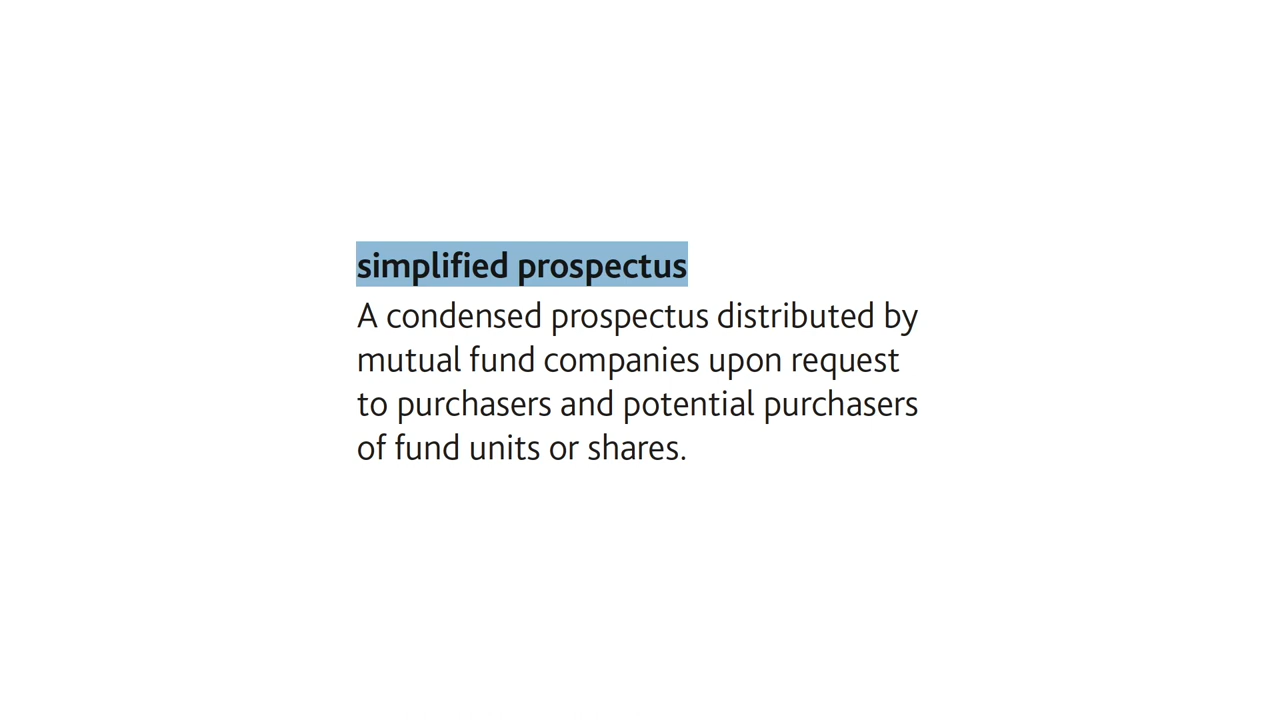 simplified prospectus
A condensed prospectus distributed by
mutual fund companies upon request
to purchasers and potential purchasers
of fund units or shares.